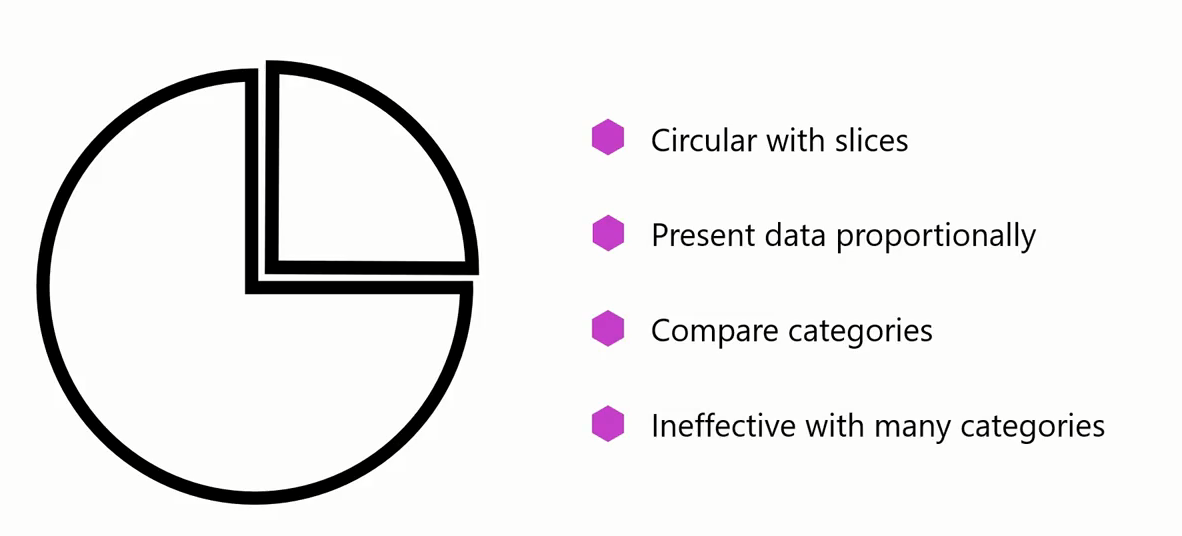 Circular with slices
Present data proportionally
Compare categories
Ineffective with many categories